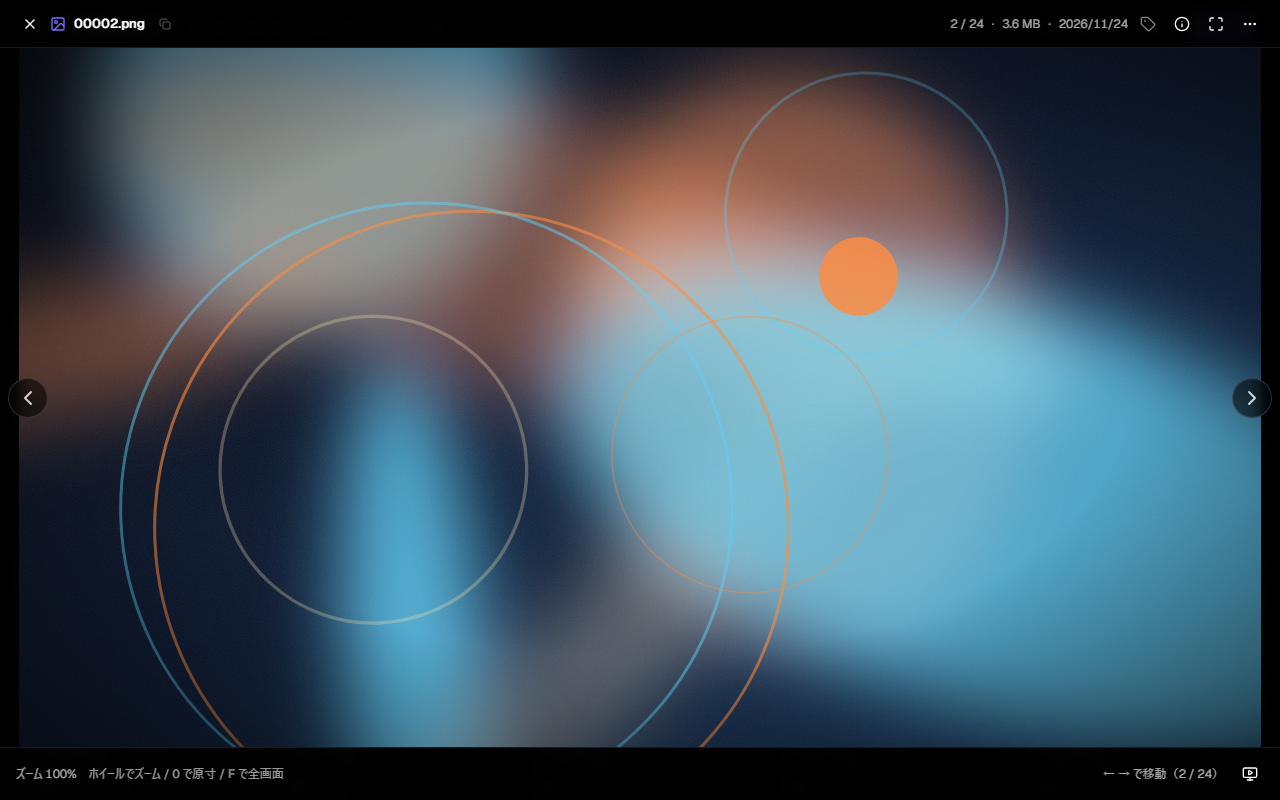 00002.png
2 / 24 · 3.6 MB · 2026/11/24
ズーム 100% ホイールでズーム / 0 で原寸 / F で全画面
← → で移動（2 / 24）